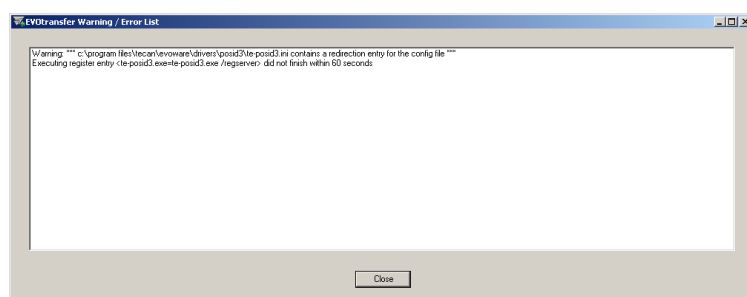 EVOtransfer Warning / Error List
Warning: *** c:\program files\tecan\evoware\drivers\posid3\te-posid3.ini contains a redirection entry for the config file ***
Executing register entry <te-posid3.exe=te-posid3.exe /regserver> did not finish within 60 seconds
Close